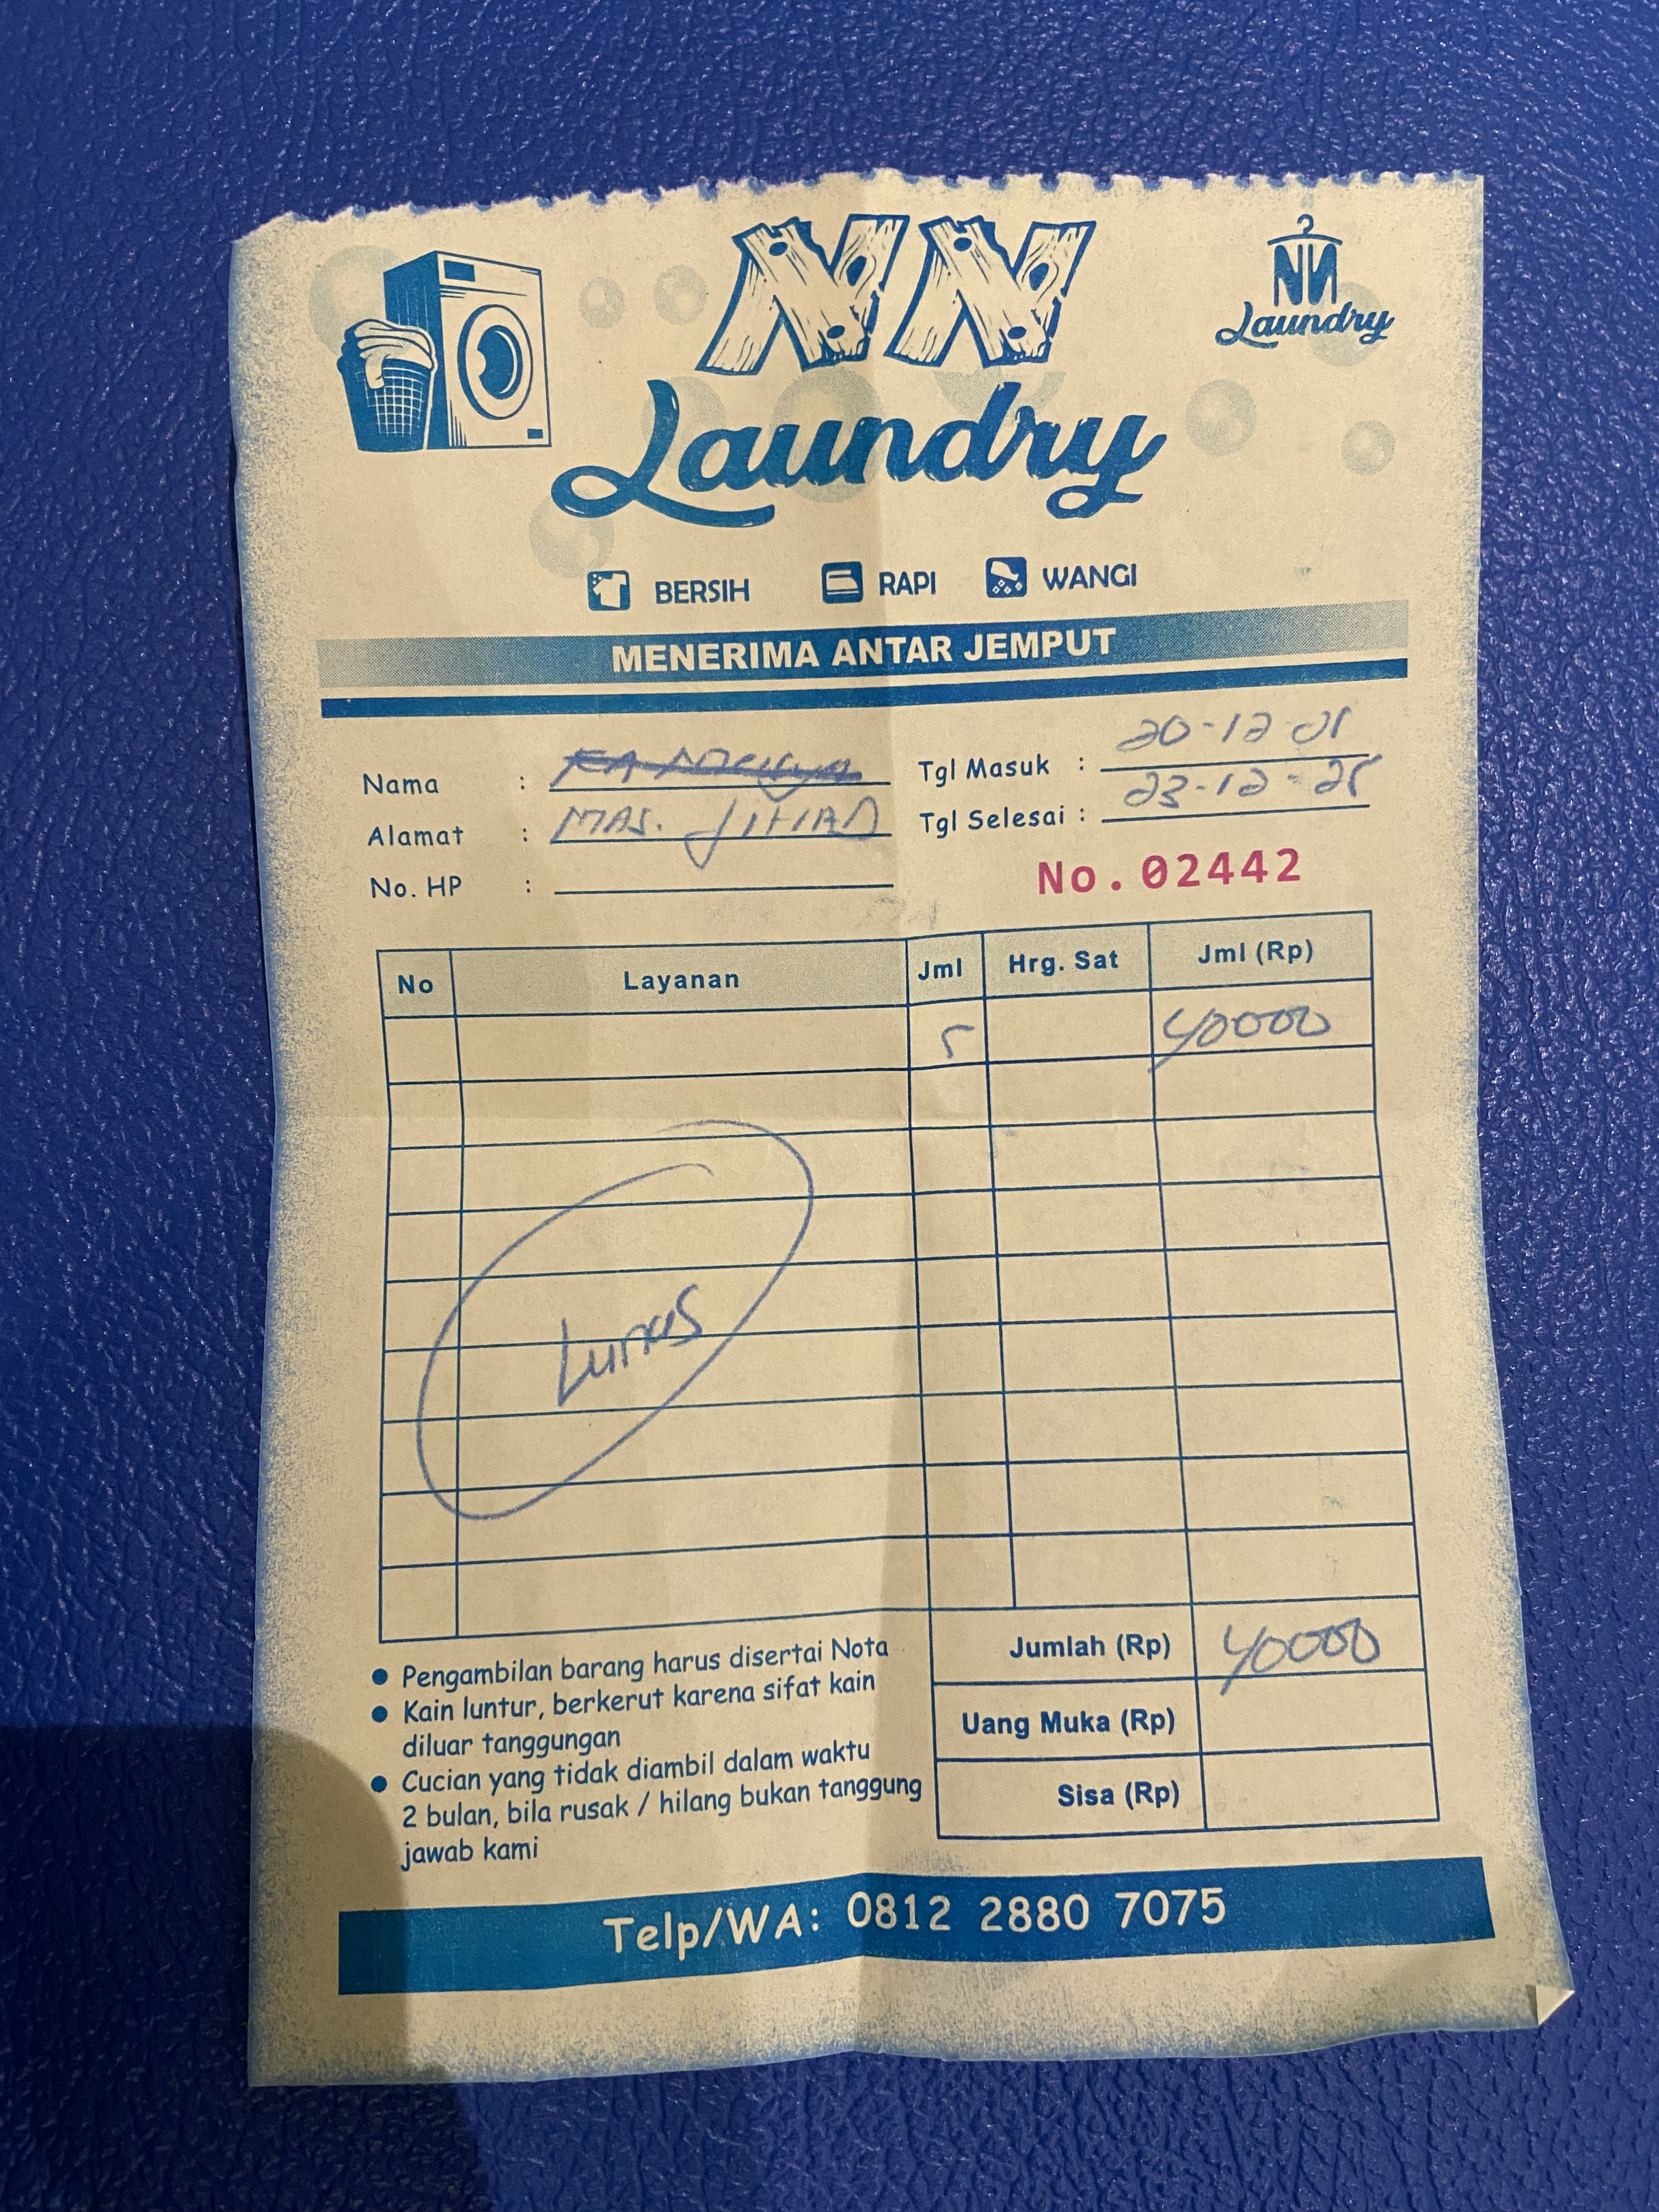 NN
Laundry
NN
Laundry
BERSIH RAPI WANGI
MENERIMA ANTAR JEMPUT
Nama :
Alamat : MAS. JIHAD
No. HP :
Tgl Masuk : 20-12 25
Tgl Selesai : 23-12-25
No. 02442
No Layanan Jml Hrg. Sat Jml (Rp)
5 40000
Lunas
Jumlah (Rp) 40000
Uang Muka (Rp)
Sisa (Rp)
Pengambilan barang harus disertai Nota
Kain luntur, berkerut karena sifat kain
diluar tanggungan
Cucian yang tidak diambil dalam waktu
2 bulan, bila rusak / hilang bukan tanggung
jawab kami
Telp/WA: 0812 2880 7075